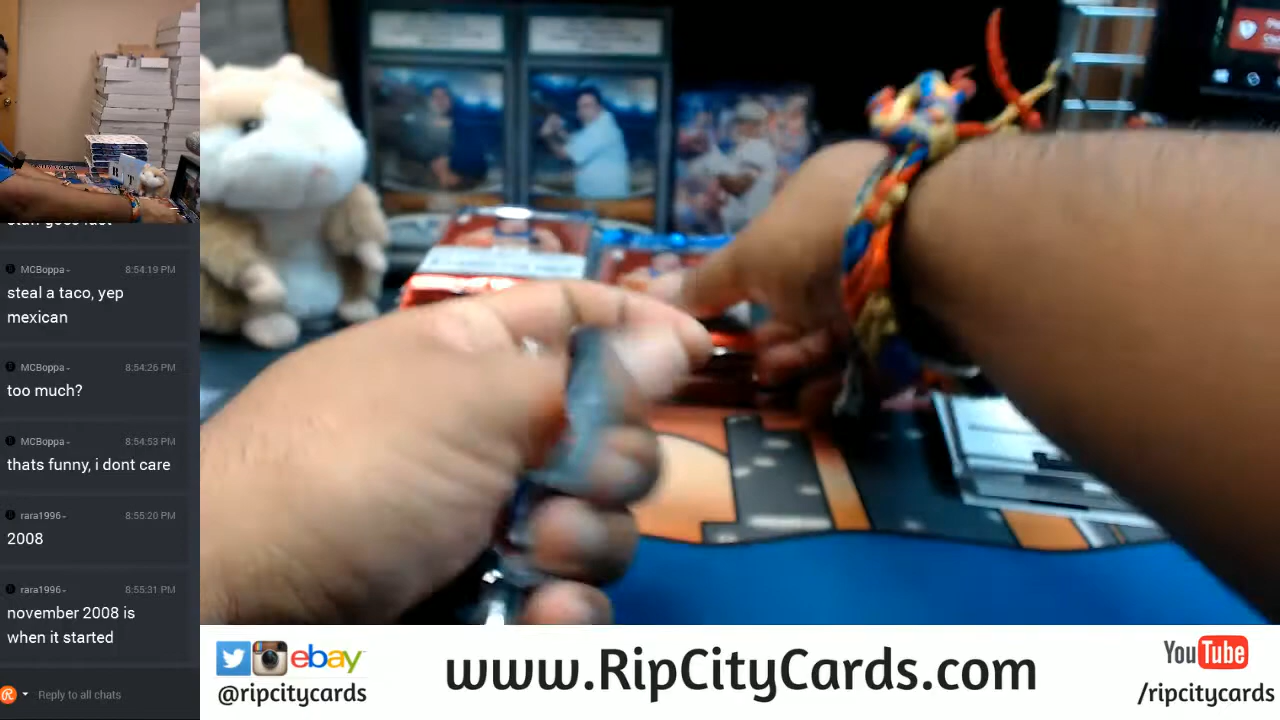 MCBoppa - 8:54:19 PM
steal a taco, yep
mexican
MCBoppa - 8:54:26 PM
too much?
MCBoppa - 8:54:53 PM
thats funny, i dont care
rara1996 - 8:55:20 PM
2008
rara1996 - 8:55:31 PM
november 2008 is
when it started
Reply to all chats
ebay
@ripcitycards
www.RipCityCards.com
YouTube
/ripcitycards